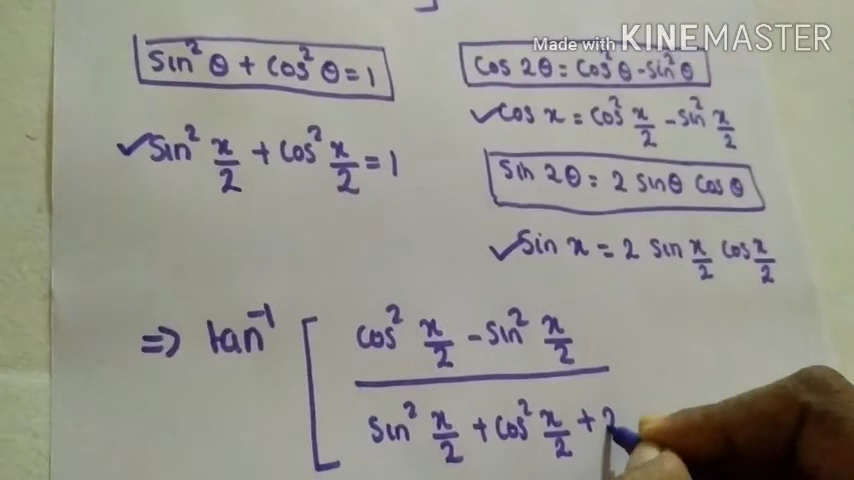 Made with KINEMASTER
sin² θ + cos² θ = 1
cos 2θ = cos² θ - sin² θ
✓ cos x = cos² x/2 - sin² x/2
✓ sin² x/2 + cos² x/2 = 1
sin 2θ = 2 sin θ cos θ
✓ sin x = 2 sin x/2 cos x/2
⇒ tan⁻¹ [ cos² x/2 - sin² x/2
sin² x/2 + cos² x/2 + 2